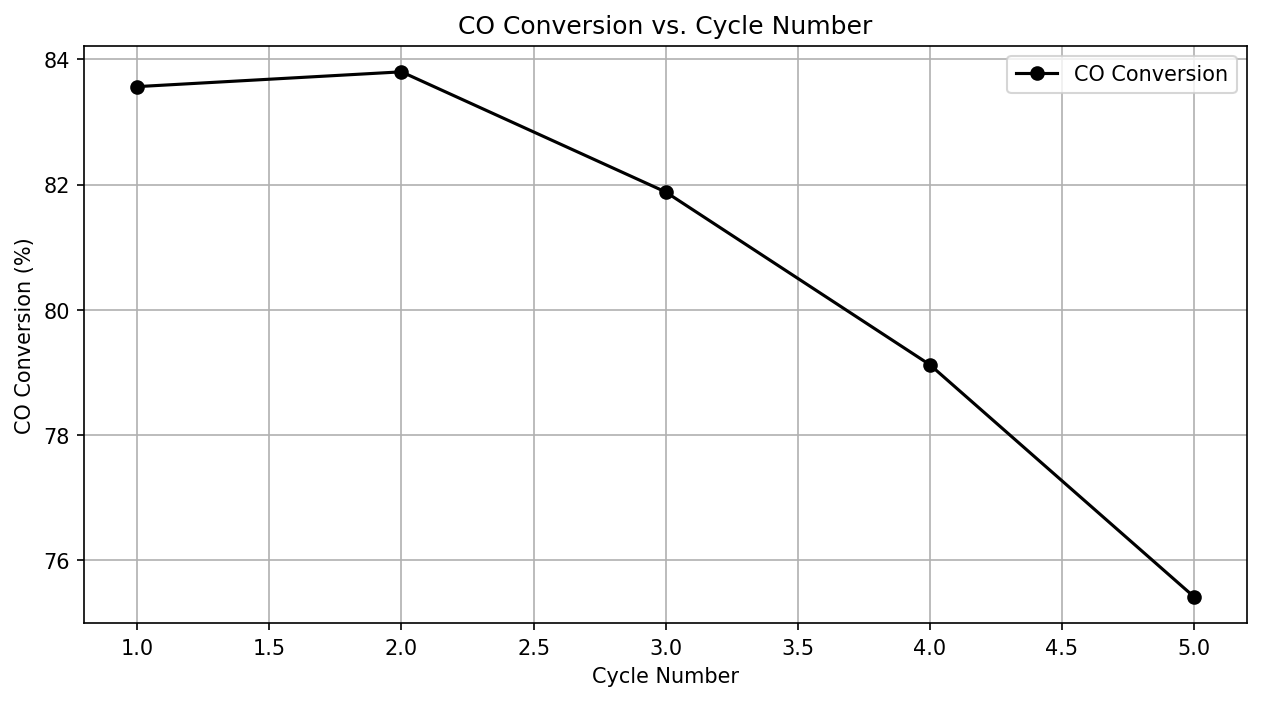 CO Conversion vs. Cycle Number
CO Conversion
84
82
80
78
76
CO Conversion (%)
1.0 1.5 2.0 2.5 3.0 3.5 4.0 4.5 5.0
Cycle Number